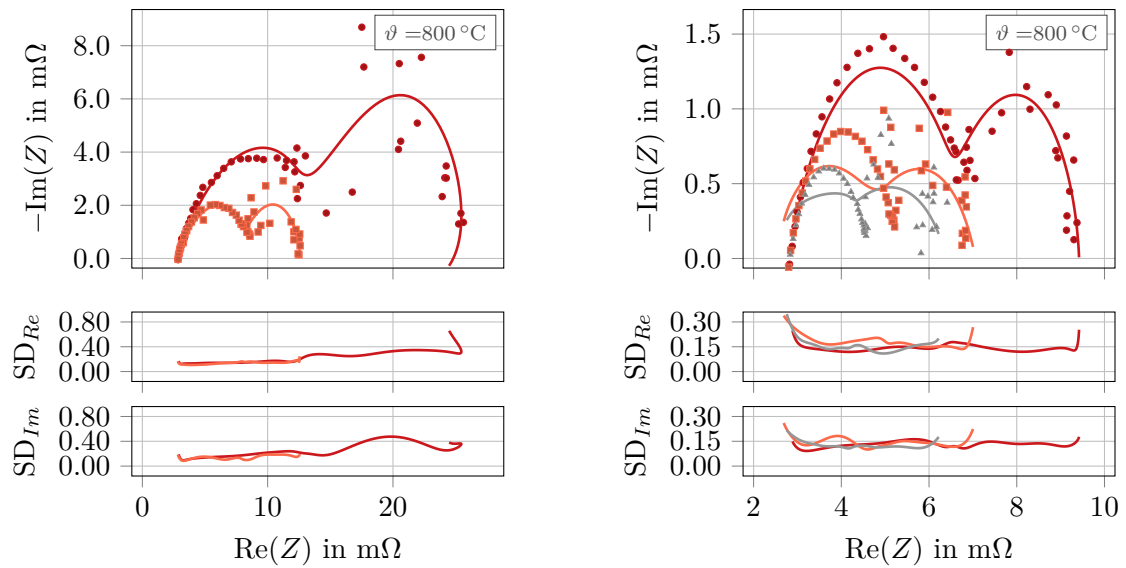 8.0
6.0
4.0
2.0
0.0
−Im(Z) in mΩ
ϑ =800 °C
0.80
0.40
0.00
SD_Re
0.80
0.40
0.00
SD_Im
0 10 20
Re(Z) in mΩ
1.5
1.0
0.5
0.0
−Im(Z) in mΩ
ϑ =800 °C
0.30
0.15
0.00
SD_Re
0.30
0.15
0.00
SD_Im
2 4 6 8 10
Re(Z) in mΩ